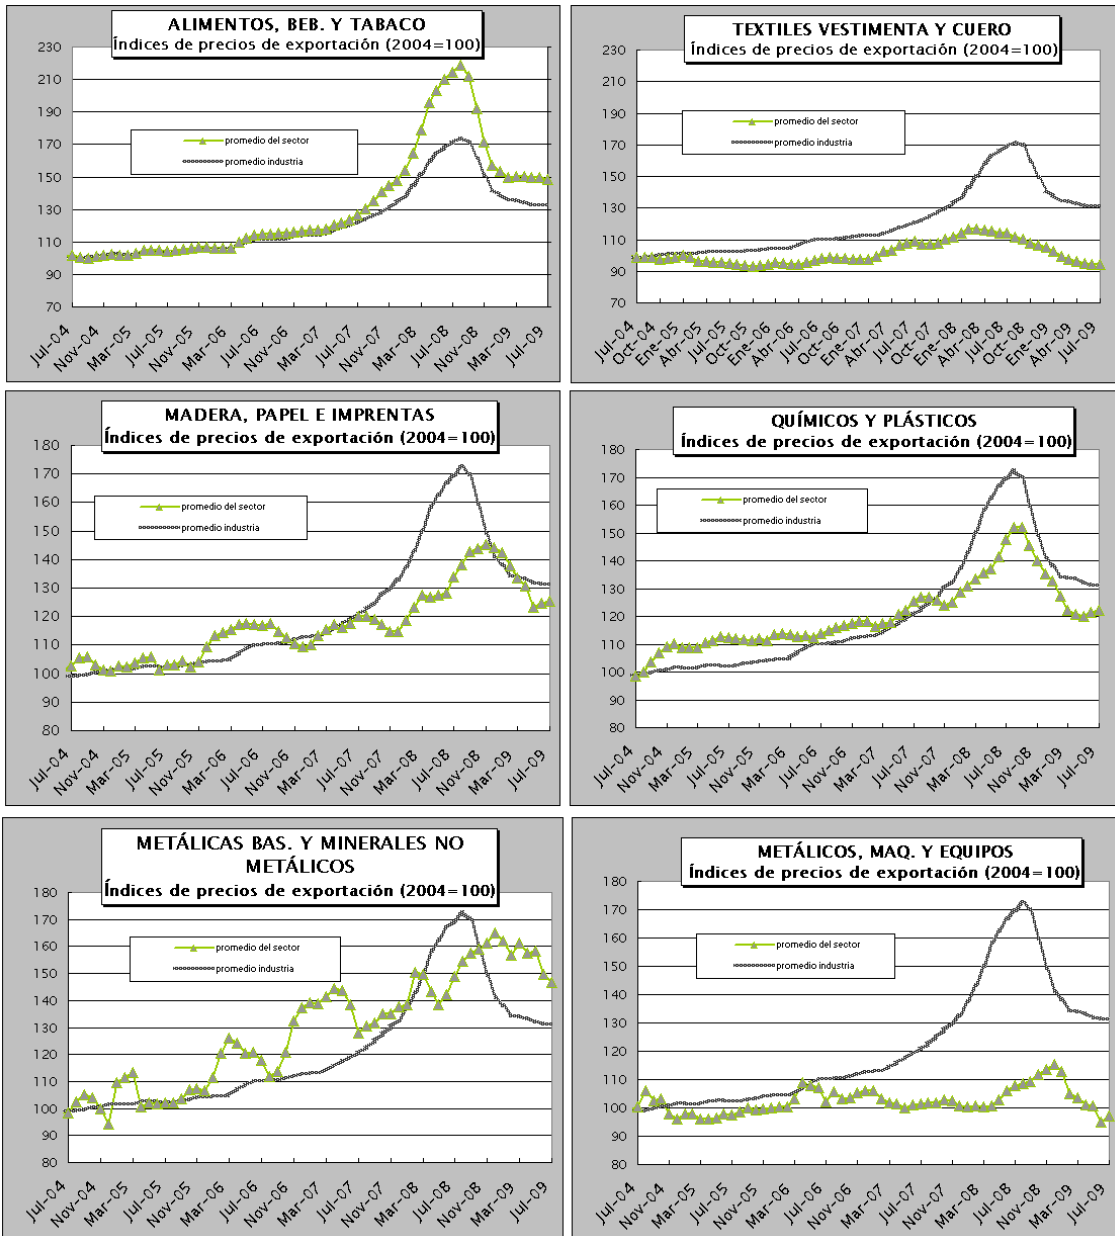 ALIMENTOS, BEB. Y TABACO
Índices de precios de exportación (2004=100)
230
210
190
170
150
130
110
90
70
promedio del sector
promedio industria
Jul-04
Nov-04
Mar-05
Jul-05
Nov-05
Mar-06
Jul-06
Nov-06
Mar-07
Jul-07
Nov-07
Mar-08
Jul-08
Nov-08
Mar-09
Jul-09
TEXTILES VESTIMENTA Y CUERO
Índices de precios de exportación (2004=100)
230
210
190
170
150
130
110
90
70
promedio del sector
promedio industria
Jul-04
Oct-04
Ene-05
Abr-05
Jul-05
Oct-05
Ene-06
Abr-06
Jul-06
Oct-06
Ene-07
Abr-07
Jul-07
Oct-07
Ene-08
Abr-08
Jul-08
Oct-08
Ene-09
Abr-09
Jul-09
MADERA, PAPEL E IMPRENTAS
Índices de precios de exportación (2004=100)
180
170
160
150
140
130
120
110
100
90
80
promedio del sector
promedio industria
Jul-04
Nov-04
Mar-05
Jul-05
Nov-05
Mar-06
Jul-06
Nov-06
Mar-07
Jul-07
Nov-07
Mar-08
Jul-08
Nov-08
Mar-09
Jul-09
QUÍMICOS Y PLÁSTICOS
Índices de precios de exportación (2004=100)
180
170
160
150
140
130
120
110
100
90
80
promedio del sector
promedio industria
Jul-04
Nov-04
Mar-05
Jul-05
Nov-05
Mar-06
Jul-06
Nov-06
Mar-07
Jul-07
Nov-07
Mar-08
Jul-08
Nov-08
Mar-09
Jul-09
METÁLICAS BAS. Y MINERALES NO
METÁLICOS
Índices de precios de exportación (2004=100)
180
170
160
150
140
130
120
110
100
90
80
promedio del sector
promedio industria
Jul-04
Nov-04
Mar-05
Jul-05
Nov-05
Mar-06
Jul-06
Nov-06
Mar-07
Jul-07
Nov-07
Mar-08
Jul-08
Nov-08
Mar-09
Jul-09
METÁLICOS, MAQ. Y EQUIPOS
Índices de precios de exportación (2004=100)
180
170
160
150
140
130
120
110
100
90
80
promedio del sector
promedio industria
Jul-04
Nov-04
Mar-05
Jul-05
Nov-05
Mar-06
Jul-06
Nov-06
Mar-07
Jul-07
Nov-07
Mar-08
Jul-08
Nov-08
Mar-09
Jul-09